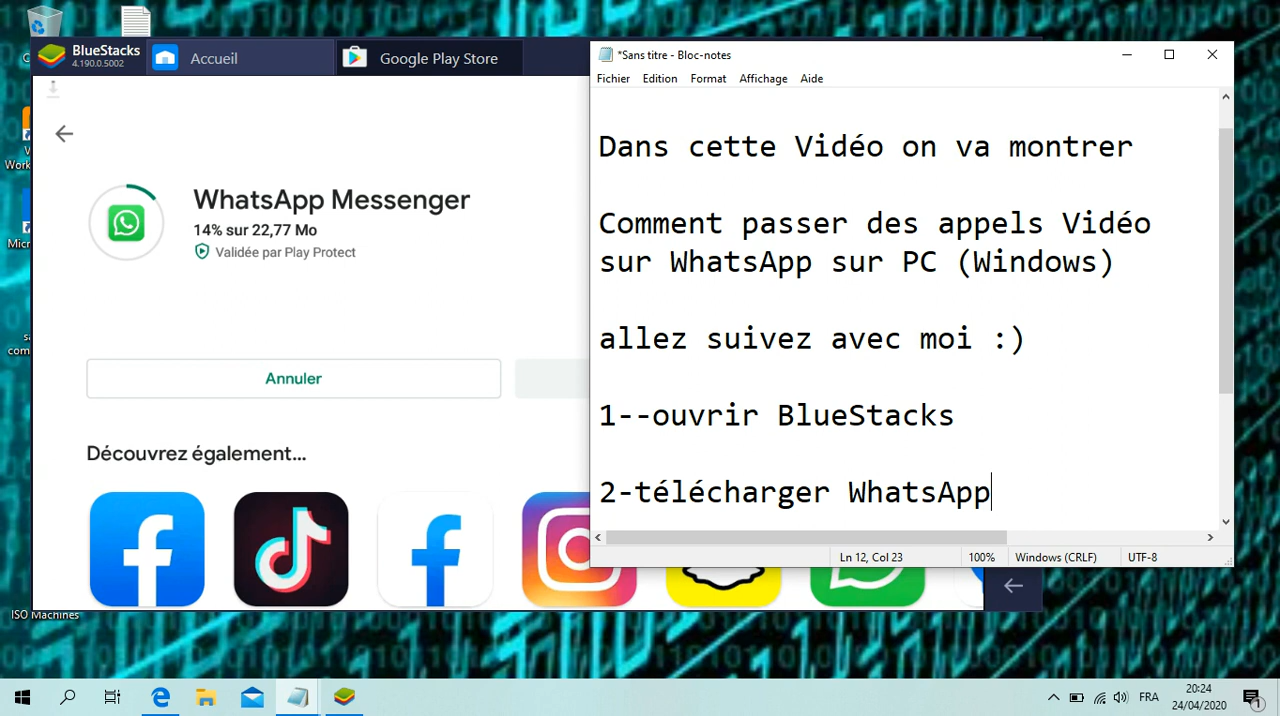 BlueStacks
4.190.0.5002
Accueil
Google Play Store
WhatsApp Messenger
14% sur 22,77 Mo
Validée par Play Protect
Annuler
Découvrez également...
*Sans titre - Bloc-notes
Fichier Edition Format Affichage Aide
Dans cette Vidéo on va montrer
Comment passer des appels Vidéo
sur WhatsApp sur PC (Windows)
allez suivez avec moi :)
1--ouvrir BlueStacks
2-télécharger WhatsApp
Ln 12, Col 23 100% Windows (CRLF) UTF-8
ISO Machines
FRA
20:24
24/04/2020
1